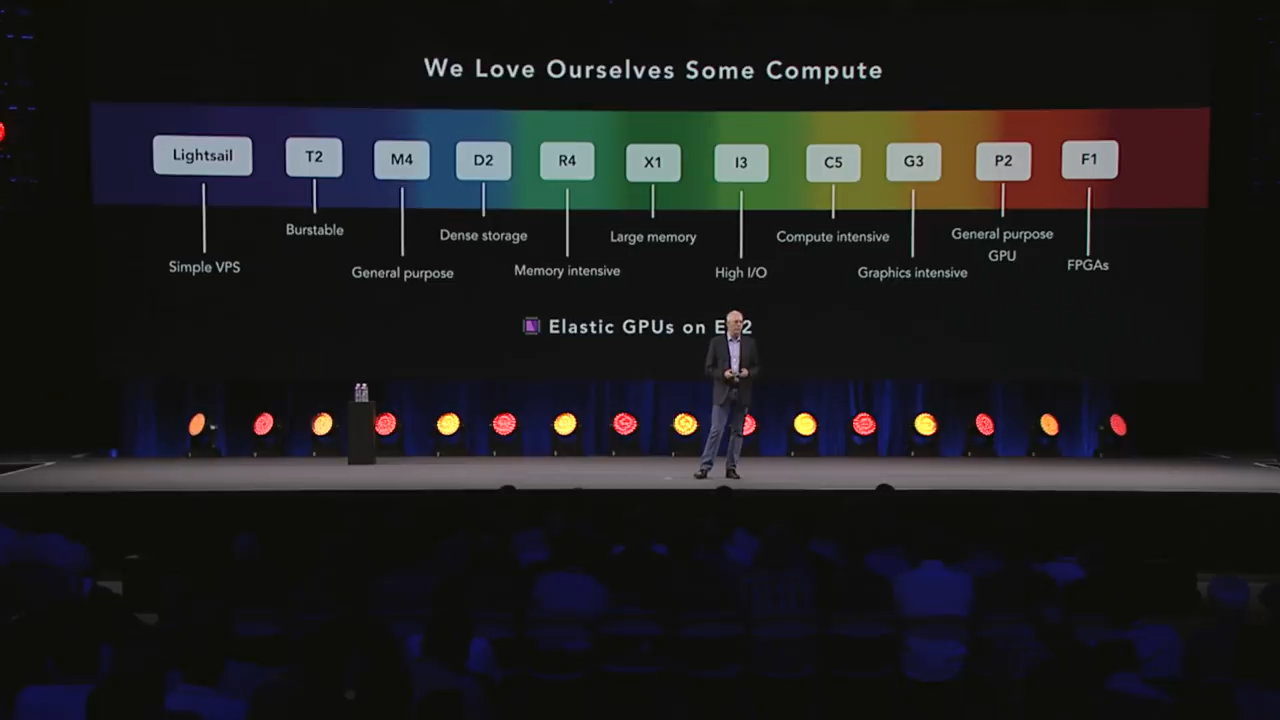 We Love Ourselves Some Compute
Lightsail
T2
M4
D2
R4
X1
I3
C5
G3
P2
F1
Simple VPS
Burstable
General purpose
Dense storage
Memory intensive
Large memory
High I/O
Compute intensive
Graphics intensive
General purpose
GPU
FPGAs
Elastic GPUs on